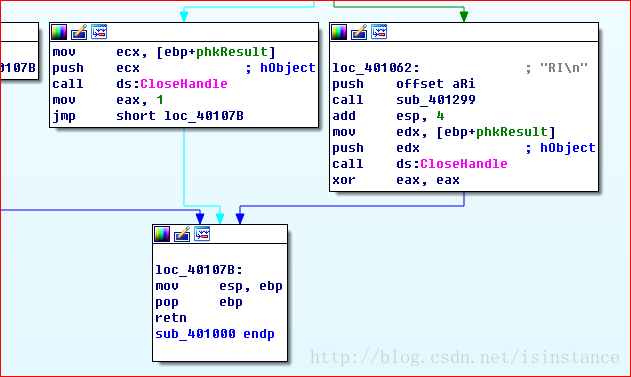 0107B
mov ecx, [ebp+phkResult]
push ecx ; hObject
call ds:CloseHandle
mov eax, 1
jmp short loc_40107B
loc_401062: ; "RI\n"
push offset aRi
call sub_401299
add esp, 4
mov edx, [ebp+phkResult]
push edx ; hObject
call ds:CloseHandle
xor eax, eax
loc_40107B:
mov esp, ebp
pop ebp
retn
sub_401000 endp
http://blog.csdn.net/isinstance